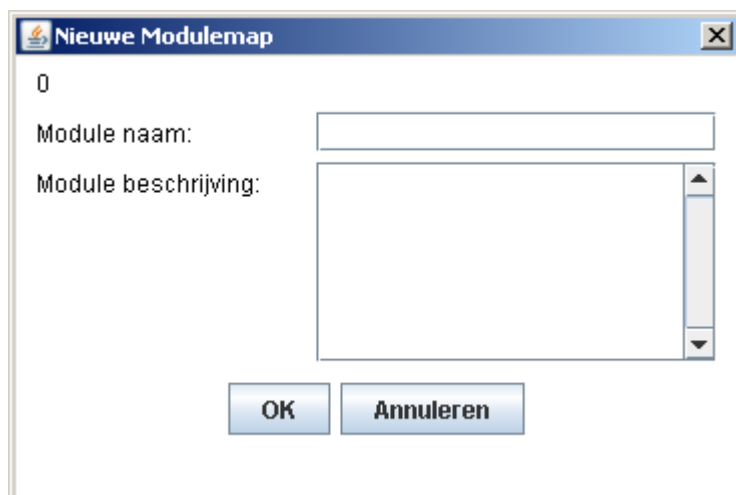 Nieuwe Modulemap
0
Module naam:
Module beschrijving:
OK Annuleren